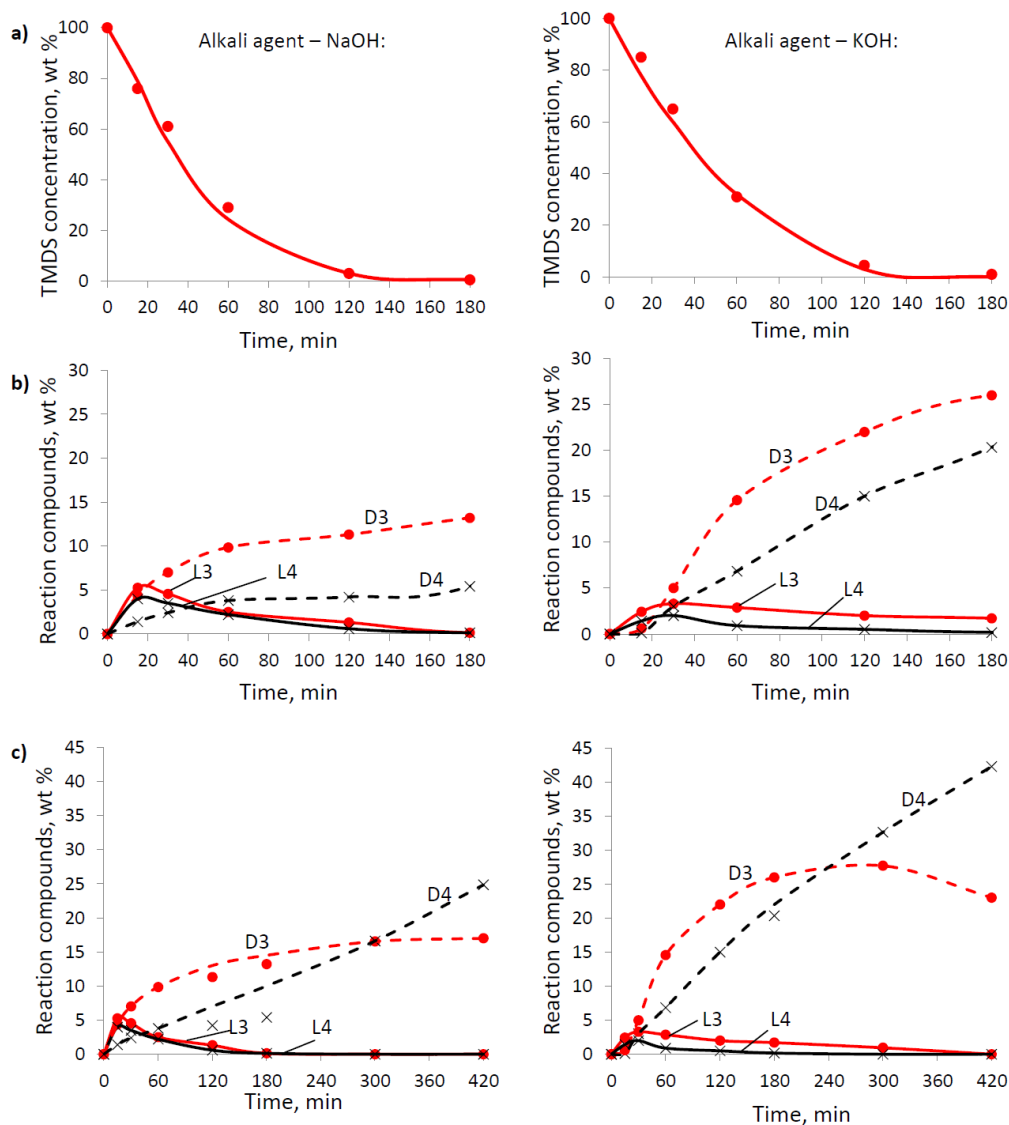 a)
Alkali agent – NaOH:
TMDS concentration, wt %
100
80
60
40
20
0
0 20 40 60 80 100 120 140 160 180
Time, min
Alkali agent – KOH:
TMDS concentration, wt %
100
80
60
40
20
0
0 20 40 60 80 100 120 140 160 180
Time, min
b)
Reaction compounds, wt %
30
25
20
15
10
5
0
D3
L3
L4
D4
0 20 40 60 80 100 120 140 160 180
Time, min
Reaction compounds, wt %
30
25
20
15
10
5
0
D3
D4
L3
L4
0 20 40 60 80 100 120 140 160 180
Time, min
c)
Reaction compounds, wt %
45
40
35
30
25
20
15
10
5
0
D4
D3
L3
L4
0 60 120 180 240 300 360 420
Time, min
Reaction compounds, wt %
45
40
35
30
25
20
15
10
5
0
D4
D3
L3
L4
0 60 120 180 240 300 360 420
Time, min